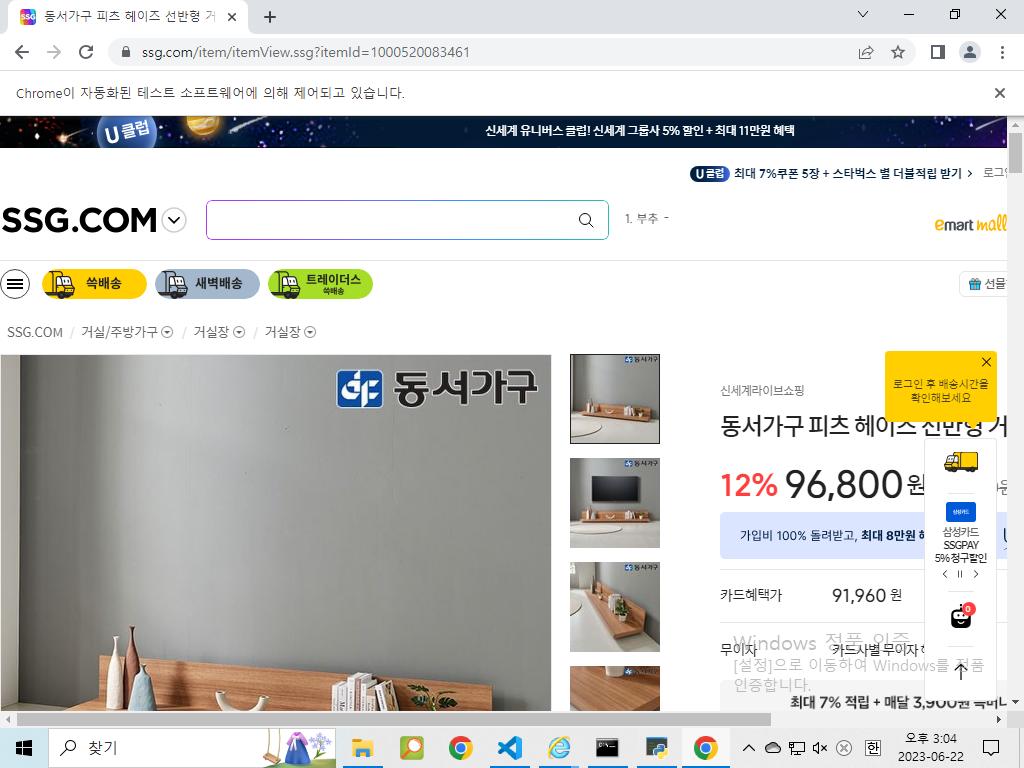 동서가구 피츠 헤이즈 선반형 거
ssg.com/item/itemView.ssg?itemId=1000520083461
Chrome이 자동화된 테스트 소프트웨어에 의해 제어되고 있습니다.
U클럽
신세계 유니버스 클럽! 신세계 그룹사 5% 할인 + 최대 11만원 혜택
U클럽 최대 7%쿠폰 5장 + 스타벅스 별 더블적립 받기
로그인
SSG.COM
1. 부추 -
emart mall
쓱배송
새벽배송
트레이더스
쓱배송
선물
SSG.COM / 거실/주방가구 / 거실장 / 거실장
동서가구
로그인 후 배송시간을
확인해보세요
신세계라이브쇼핑
동서가구 피츠 헤이즈 선반형 거
12% 96,800원
가입비 100% 돌려받고, 최대 8만원
삼성카드
삼성카드
SSGPAY
5% 청구할인
카드혜택가 91,960 원
0
무이자 카드사별 무이자
Windows 정품 인증
[설정]으로 이동하여 Windows를 정품
인증합니다.
최대 7% 적립 + 매달 3,900원
찾기
한
오후 3:04
2023-06-22